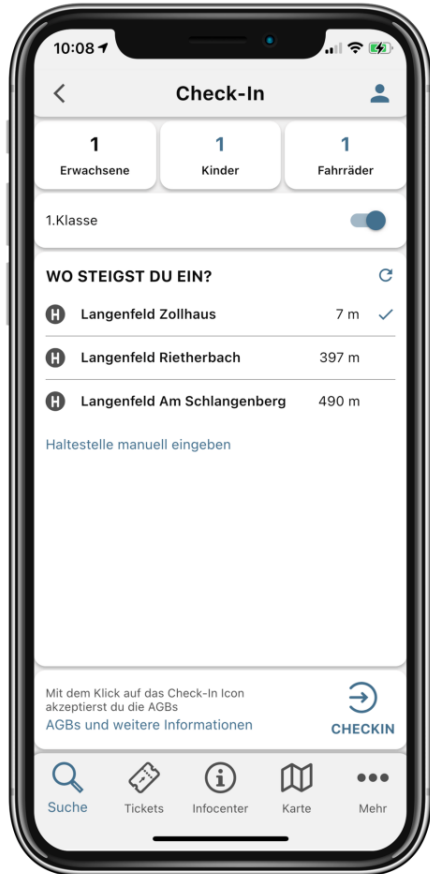 10:08
Check-In
1
Erwachsene
1
Kinder
1
Fahrräder
1.Klasse
WO STEIGST DU EIN?
H Langenfeld Zollhaus 7 m
H Langenfeld Rietherbach 397 m
H Langenfeld Am Schlangenberg 490 m
Haltestelle manuell eingeben
Mit dem Klick auf das Check-In Icon
akzeptierst du die AGBs
AGBs und weitere Informationen
CHECKIN
Suche Tickets Infocenter Karte Mehr